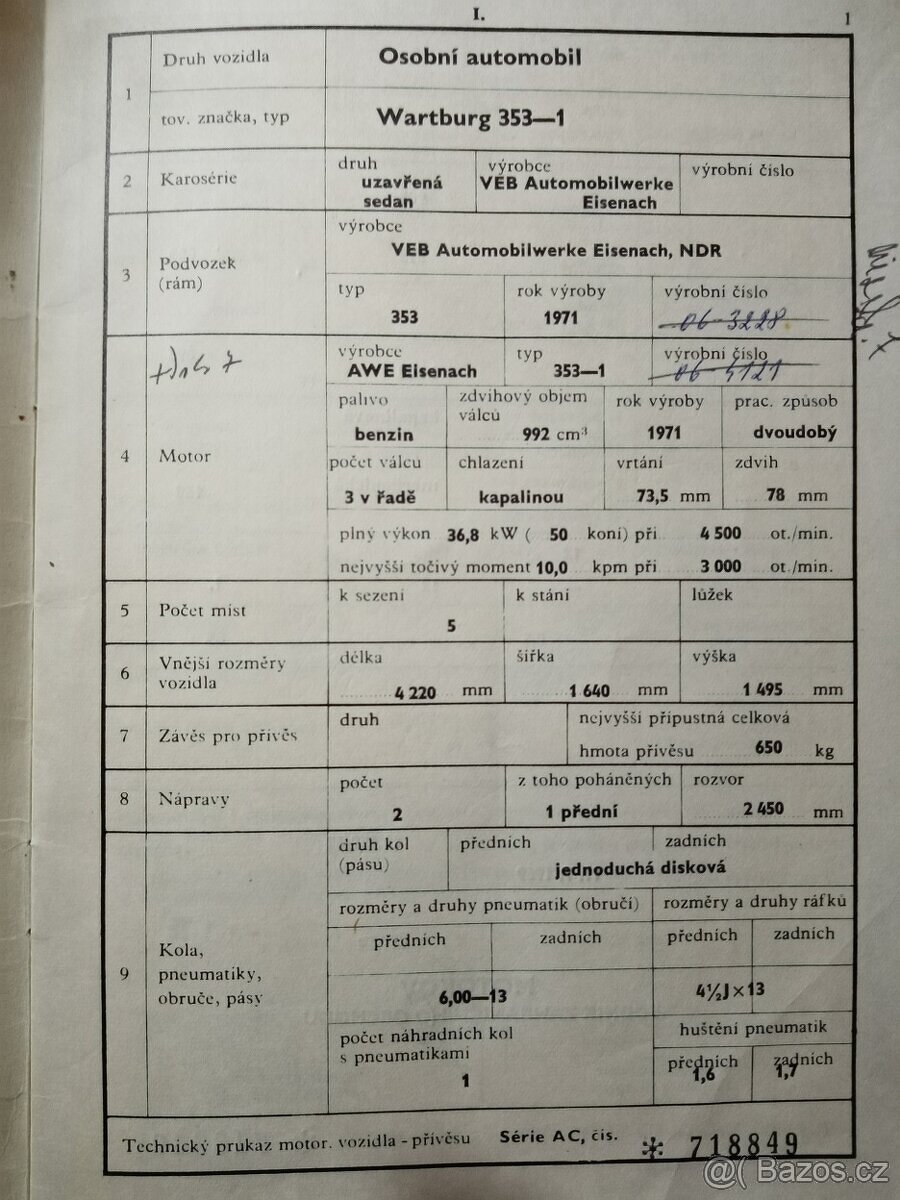 I.
1
1 Druh vozidla Osobní automobil
tov. značka, typ Wartburg 353—1
2 Karosérie druh uzavřená sedan výrobce VEB Automobilwerke Eisenach výrobní číslo
3 Podvozek (rám) výrobce
VEB Automobilwerke Eisenach, NDR
typ rok výroby výrobní číslo
353 1971 06-3228
4 Motor výrobce typ výrobní číslo
AWE Eisenach 353—1
palivo zdvihový objem válců rok výroby prac. způsob
benzin 992 cm³ 1971 dvoudobý
počet válcu chlazení vrtání zdvih
3 v řadě kapalinou 73,5 mm 78 mm
plný výkon 36,8 kW ( 50 koní) při 4 500 ot./min.
nejvyšší točivý moment 10,0 kpm při 3 000 ot./min.
5 Počet míst k sezení k stání lůžek
5
6 Vnější rozměry vozidla délka šířka výška
4 220 mm 1 640 mm 1 495 mm
7 Závěs pro přívěs druh nejvyšší přípustná celková
hmota přívěsu 650 kg
8 Nápravy počet z toho poháněných rozvor
2 1 přední 2 450 mm
9 Kola, pneumatiky, obruče, pásy druh kol (pásu) předních zadních
jednoduchá disková
rozměry a druhy pneumatik (obručí) rozměry a druhy ráfků
předních zadních předních zadních
6,00—13 4½J×13
počet náhradních kol s pneumatikami huštění pneumatik
1 předních zadních
1,6 1,7
Technický prukaz motor. vozidla - přívěsu Série AC, čís. 718849
@ Bazos.cz